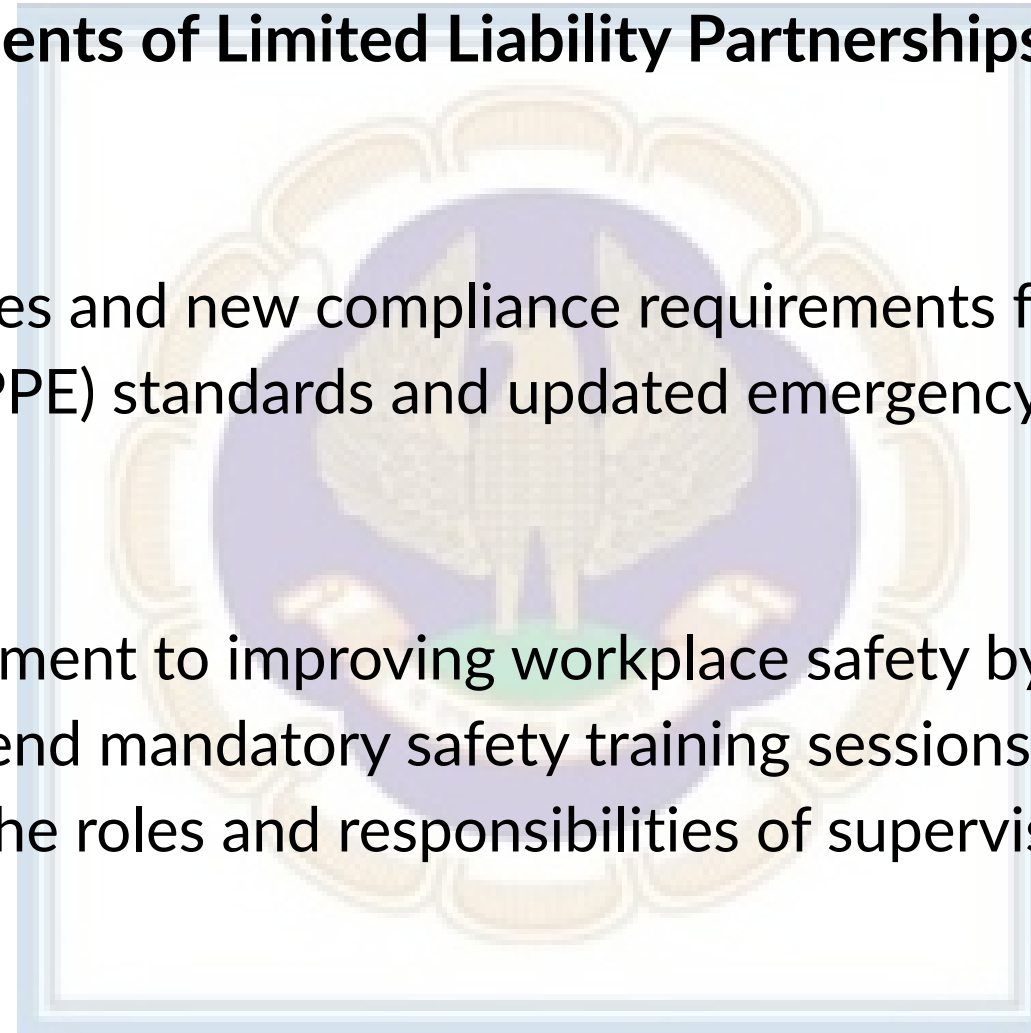 ents of Limited Liability Partnerships
es and new compliance requirements f
PPE) standards and updated emergency
ment to improving workplace safety by
end mandatory safety training sessions
he roles and responsibilities of supervis